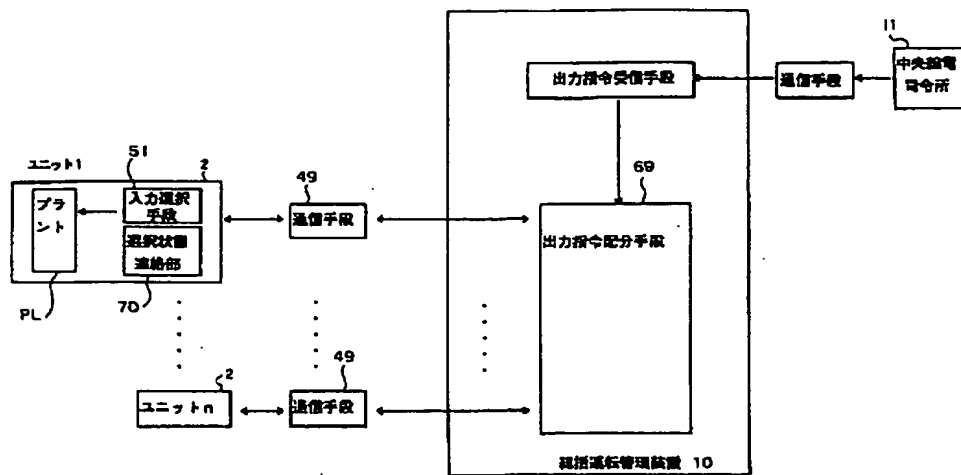 11
出力指令受信手段
通信手段
中央給電
司令所
ユニット1
51
2
プラ
ント
入力選択
手段
選択状態
連絡部
PL
70
49
通信手段
69
出力指令配分手段
2
ユニットn
49
通信手段
総括運転管理装置 10